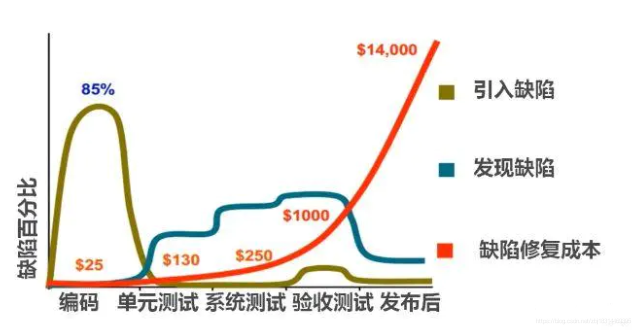 $14,000
85%
引入缺陷
发现缺陷
缺陷百分比
$1000
$25
$130
$250
缺陷修复成本
编码 单元测试 系统测试 验收测试 发布后